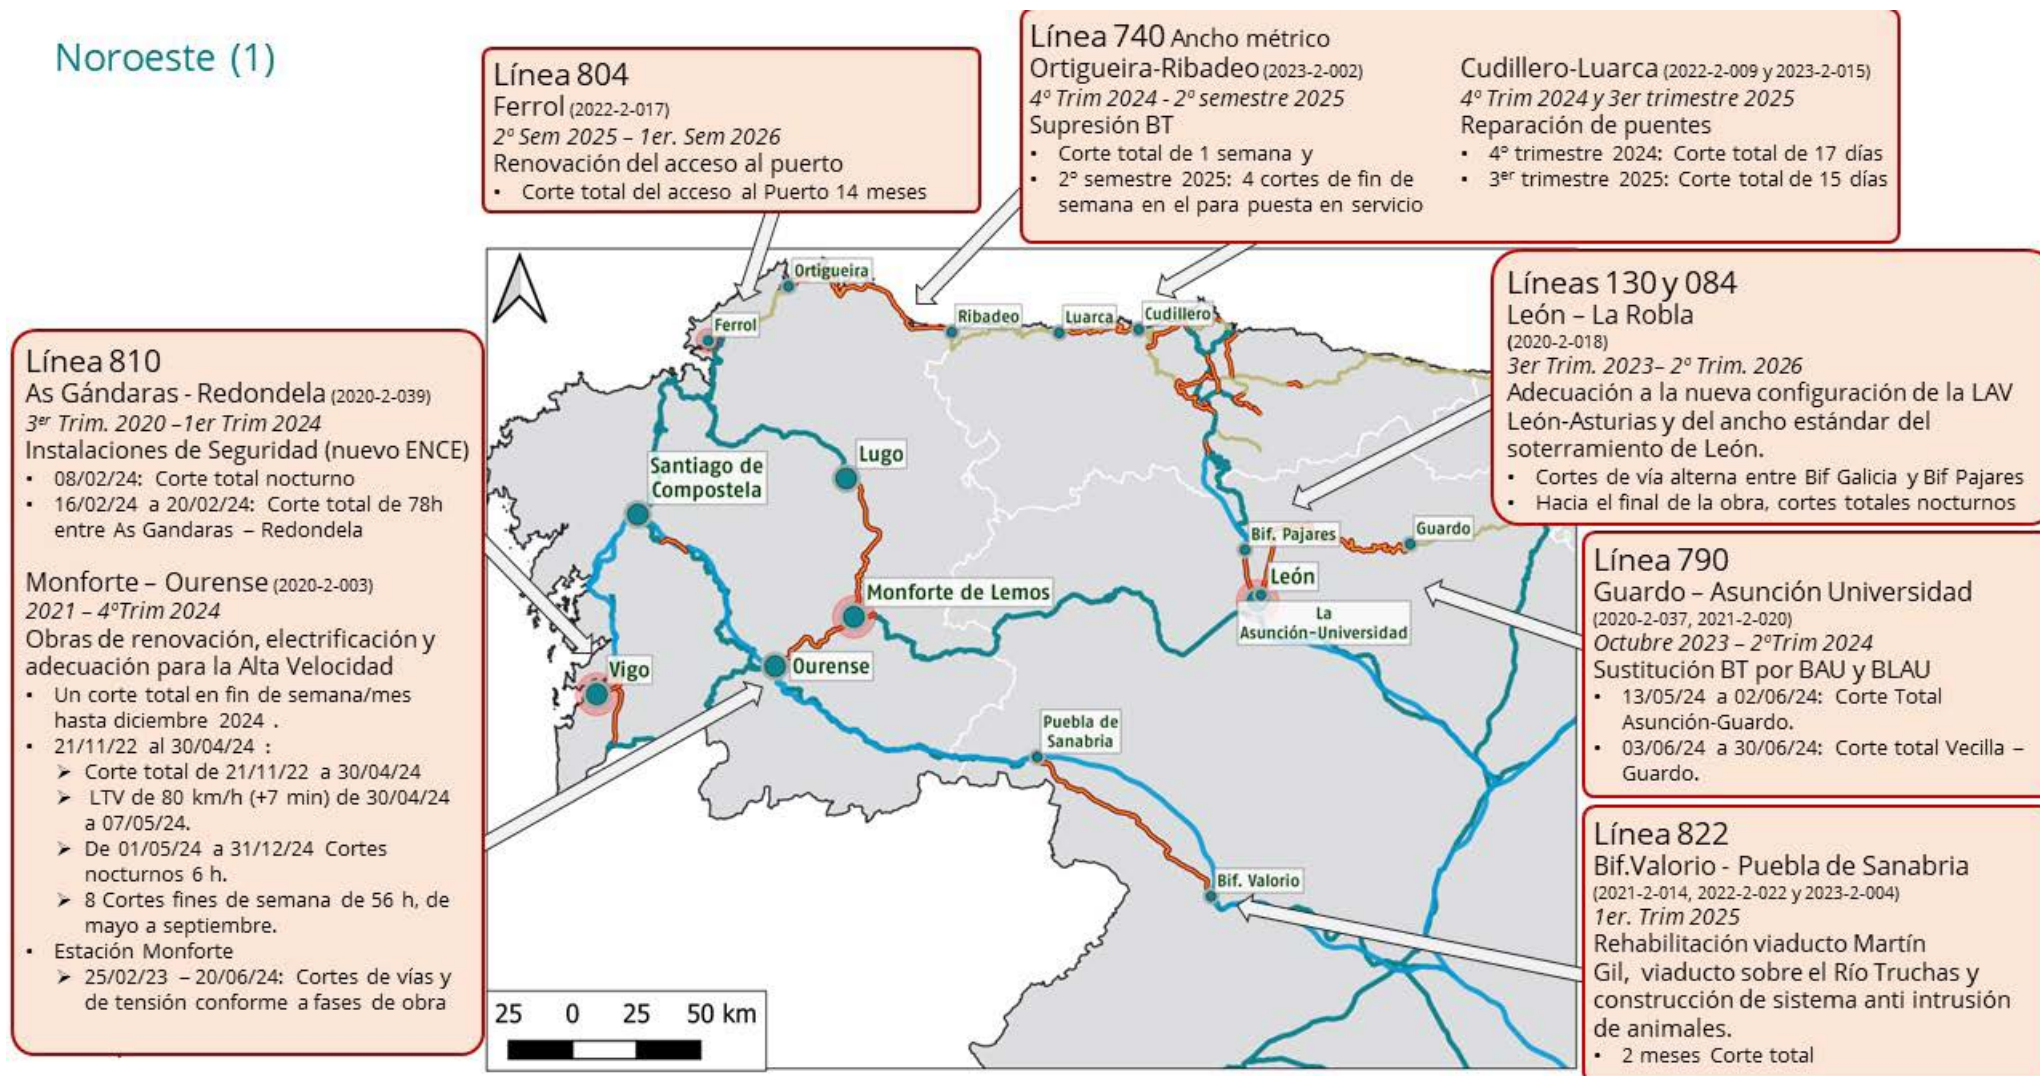 Noroeste (1)
Línea 804
Ferrol (2022-2-017)
2º Sem 2025 – 1er. Sem 2026
Renovación del acceso al puerto
• Corte total del acceso al Puerto 14 meses
Línea 740 Ancho métrico
Ortigueira-Ribadeo (2023-2-002)
4º Trim 2024 - 2º semestre 2025
Supresión BT
• Corte total de 1 semana y
• 2º semestre 2025: 4 cortes de fin de
semana en el para puesta en servicio
Cudillero-Luarca (2022-2-009 y 2023-2-015)
4º Trim 2024 y 3er trimestre 2025
Reparación de puentes
• 4º trimestre 2024: Corte total de 17 días
• 3er trimestre 2025: Corte total de 15 días
Línea 810
As Gándaras - Redondela (2020-2-039)
3er Trim. 2020 –1er Trim 2024
Instalaciones de Seguridad (nuevo ENCE)
• 08/02/24: Corte total nocturno
• 16/02/24 a 20/02/24: Corte total de 78h
entre As Gandaras – Redondela
Monforte – Ourense (2020-2-003)
2021 – 4ºTrim 2024
Obras de renovación, electrificación y
adecuación para la Alta Velocidad
• Un corte total en fin de semana/mes
hasta diciembre 2024 .
• 21/11/22 al 30/04/24 :
➢ Corte total de 21/11/22 a 30/04/24
➢ LTV de 80 km/h (+7 min) de 30/04/24
a 07/05/24.
➢ De 01/05/24 a 31/12/24 Cortes
nocturnos 6 h.
➢ 8 Cortes fines de semana de 56 h, de
mayo a septiembre.
• Estación Monforte
➢ 25/02/23 – 20/06/24: Cortes de vías y
de tensión conforme a fases de obra
Líneas 130 y 084
León – La Robla
(2020-2-018)
3er Trim. 2023– 2º Trim. 2026
Adecuación a la nueva configuración de la LAV
León-Asturias y del ancho estándar del
soterramiento de León.
• Cortes de vía alterna entre Bif Galicia y Bif Pajares
• Hacia el final de la obra, cortes totales nocturnos
Línea 790
Guardo – Asunción Universidad
(2020-2-037, 2021-2-020)
Octubre 2023 – 2ºTrim 2024
Sustitución BT por BAU y BLAU
• 13/05/24 a 02/06/24: Corte Total
Asunción-Guardo.
• 03/06/24 a 30/06/24: Corte total Vecilla –
Guardo.
Línea 822
Bif.Valorio - Puebla de Sanabria
(2021-2-014, 2022-2-022 y 2023-2-004)
1er. Trim 2025
Rehabilitación viaducto Martín
Gil, viaducto sobre el Río Truchas y
construcción de sistema anti intrusión
de animales.
• 2 meses Corte total
Ortigueira
Ferrol
Ribadeo
Luarca
Cudillero
Santiago de
Compostela
Lugo
Bif. Pajares
Guardo
León
La
Asunción-Universidad
Monforte de Lemos
Ourense
Vigo
Puebla de
Sanabria
Bif. Valorio
25 0 25 50 km